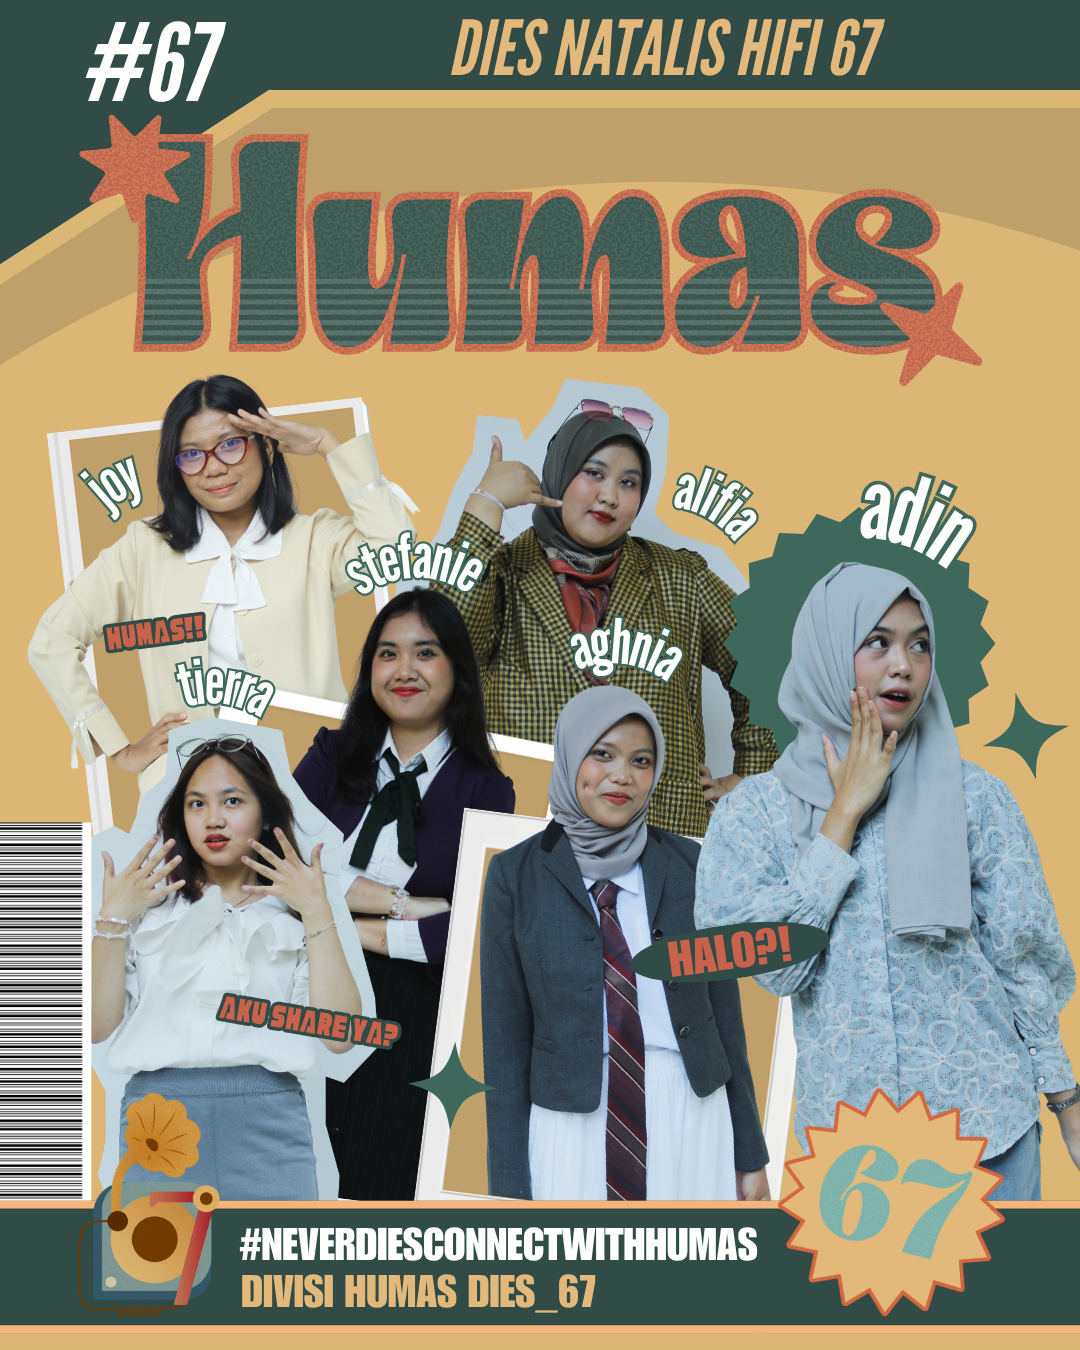 #67
DIES NATALIS HIFI 67
Humas
joy
alifia
adin
stefanie
HUMAS!!
aghnia
tierra
HALO?!
AKU SHARE YA?
67
67
#NEVERDIESCONNECTWITHHUMAS
DIVISI HUMAS DIES_67